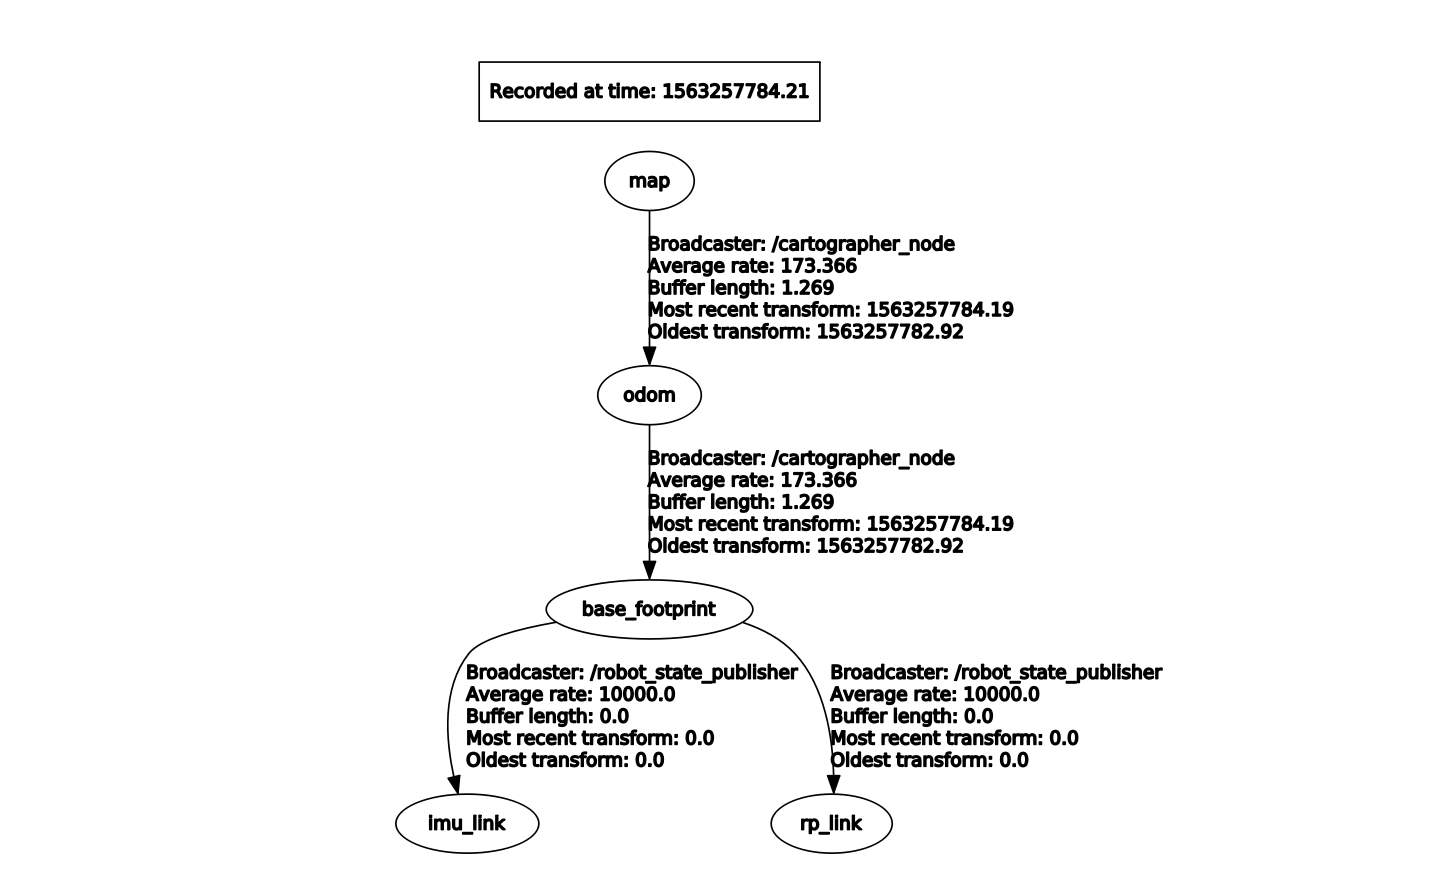 Recorded at time: 1563257784.21
map
Broadcaster: /cartographer_node
Average rate: 173.366
Buffer length: 1.269
Most recent transform: 1563257784.19
Oldest transform: 1563257782.92
odom
Broadcaster: /cartographer_node
Average rate: 173.366
Buffer length: 1.269
Most recent transform: 1563257784.19
Oldest transform: 1563257782.92
base_footprint
Broadcaster: /robot_state_publisher
Average rate: 10000.0
Buffer length: 0.0
Most recent transform: 0.0
Oldest transform: 0.0
Broadcaster: /robot_state_publisher
Average rate: 10000.0
Buffer length: 0.0
Most recent transform: 0.0
Oldest transform: 0.0
imu_link
rp_link